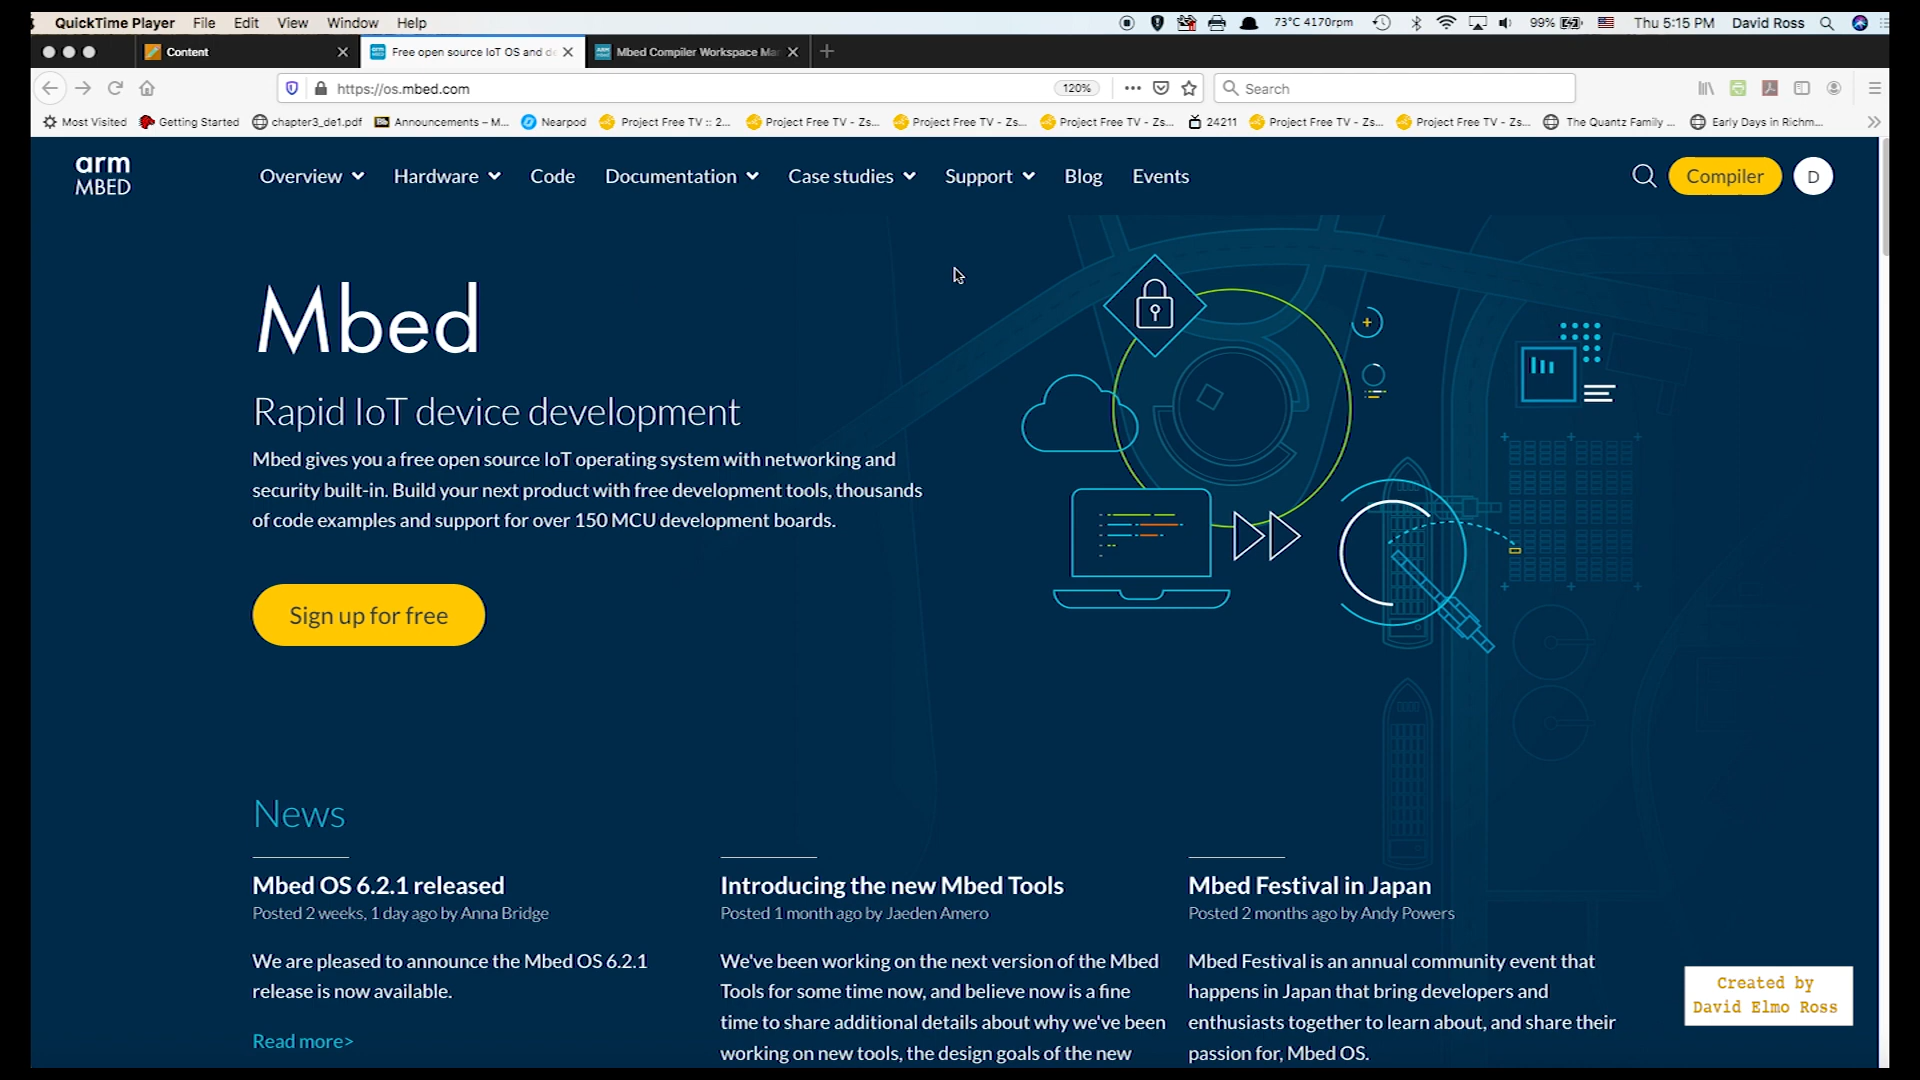 QuickTime Player File Edit View Window Help 73°C 4170rpm 99% Thu 5:15 PM David Ross
Content Free open source IoT OS and de Mbed Compiler Workspace Ma
https://os.mbed.com 120% Search
Most Visited Getting Started chapter3_de1.pdf Bb Announcements – M... Nearpod Project Free TV :: 2... Project Free TV - Zs... Project Free TV - Zs... Project Free TV - Zs... 24211 Project Free TV - Zs... Project Free TV - Zs... The Quantz Family ... Early Days in Richm...
arm
MBED
Overview Hardware Code Documentation Case studies Support Blog Events Compiler D
Mbed
Rapid IoT device development
Mbed gives you a free open source IoT operating system with networking and
security built-in. Build your next product with free development tools, thousands
of code examples and support for over 150 MCU development boards.
Sign up for free
News
Mbed OS 6.2.1 released
Posted 2 weeks, 1 day ago by Anna Bridge
We are pleased to announce the Mbed OS 6.2.1
release is now available.
Read more>
Introducing the new Mbed Tools
Posted 1 month ago by Jaeden Amero
We've been working on the next version of the Mbed
Tools for some time now, and believe now is a fine
time to share additional details about why we've been
working on new tools, the design goals of the new
Mbed Festival in Japan
Posted 2 months ago by Andy Powers
Mbed Festival is an annual community event that
happens in Japan that bring developers and
enthusiasts together to learn about, and share their
passion for, Mbed OS.
Created by
David Elmo Ross